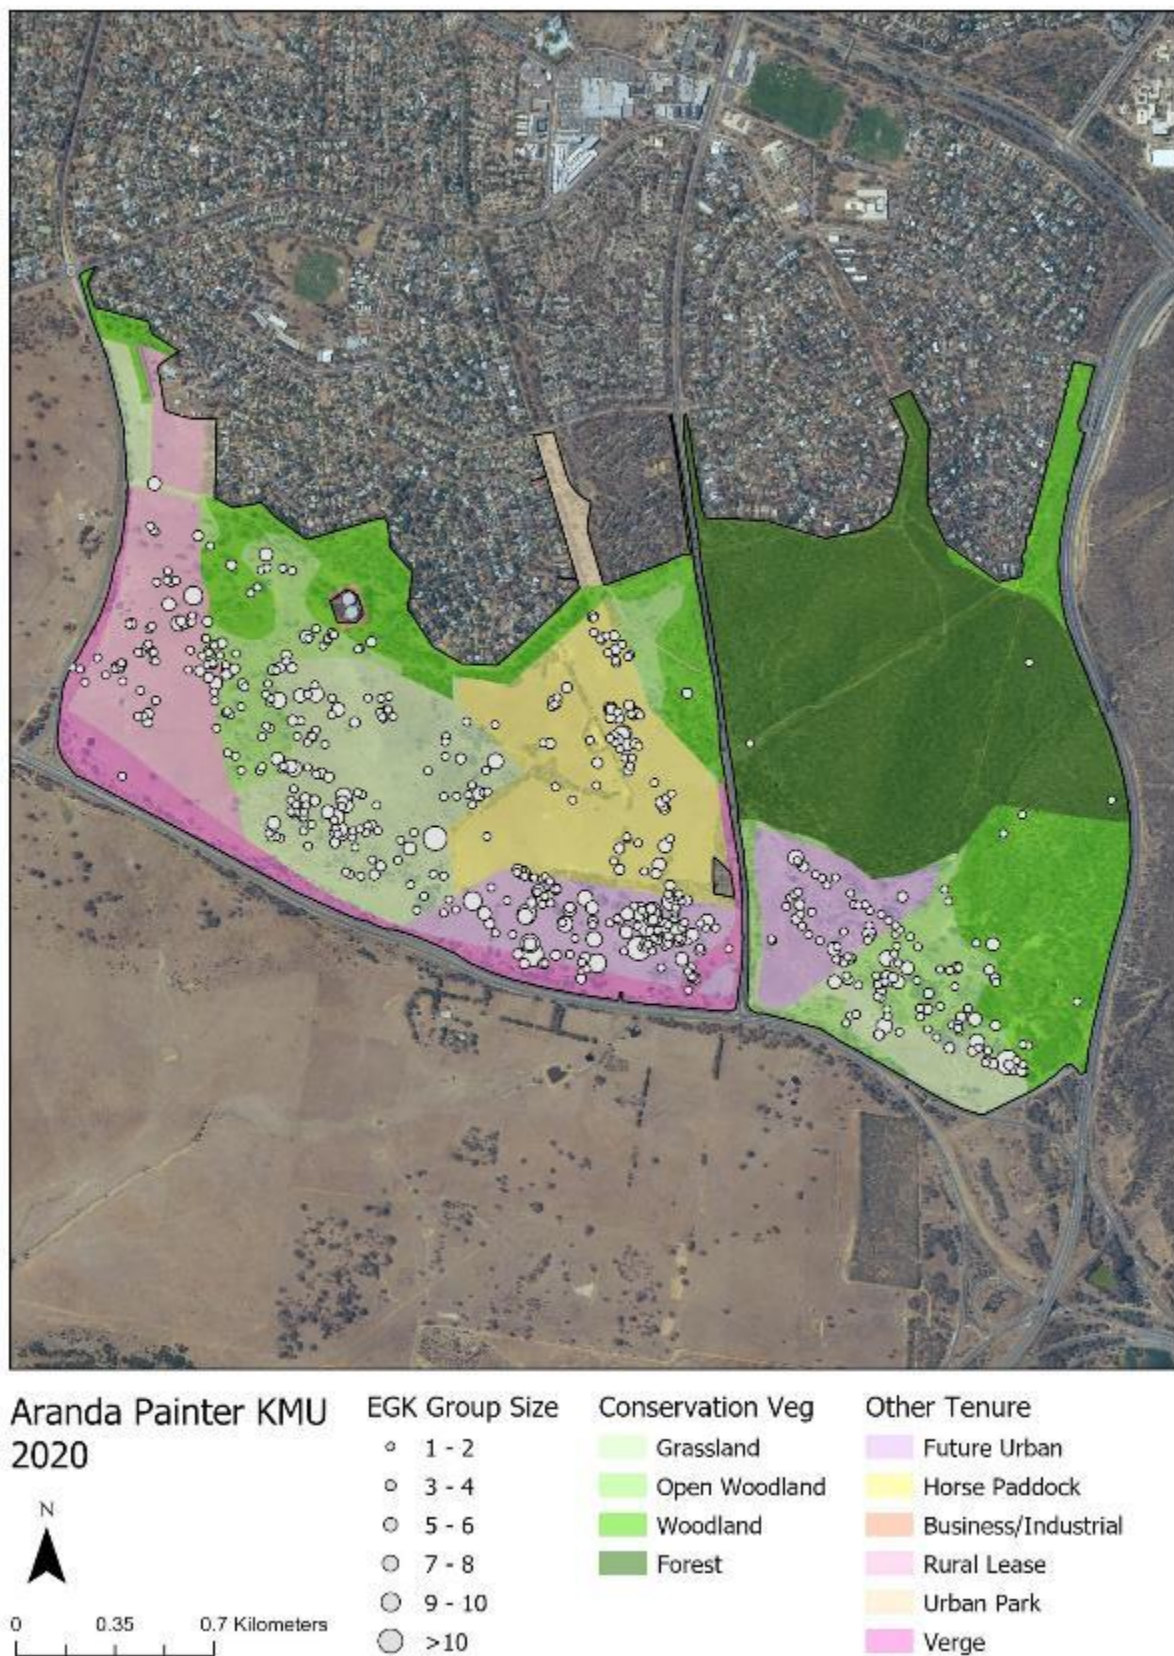 Aranda Painter KMU
2020
N
0 0.35 0.7 Kilometers
EGK Group Size
1 - 2
3 - 4
5 - 6
7 - 8
9 - 10
>10
Conservation Veg
Grassland
Open Woodland
Woodland
Forest
Other Tenure
Future Urban
Horse Paddock
Business/Industrial
Rural Lease
Urban Park
Verge